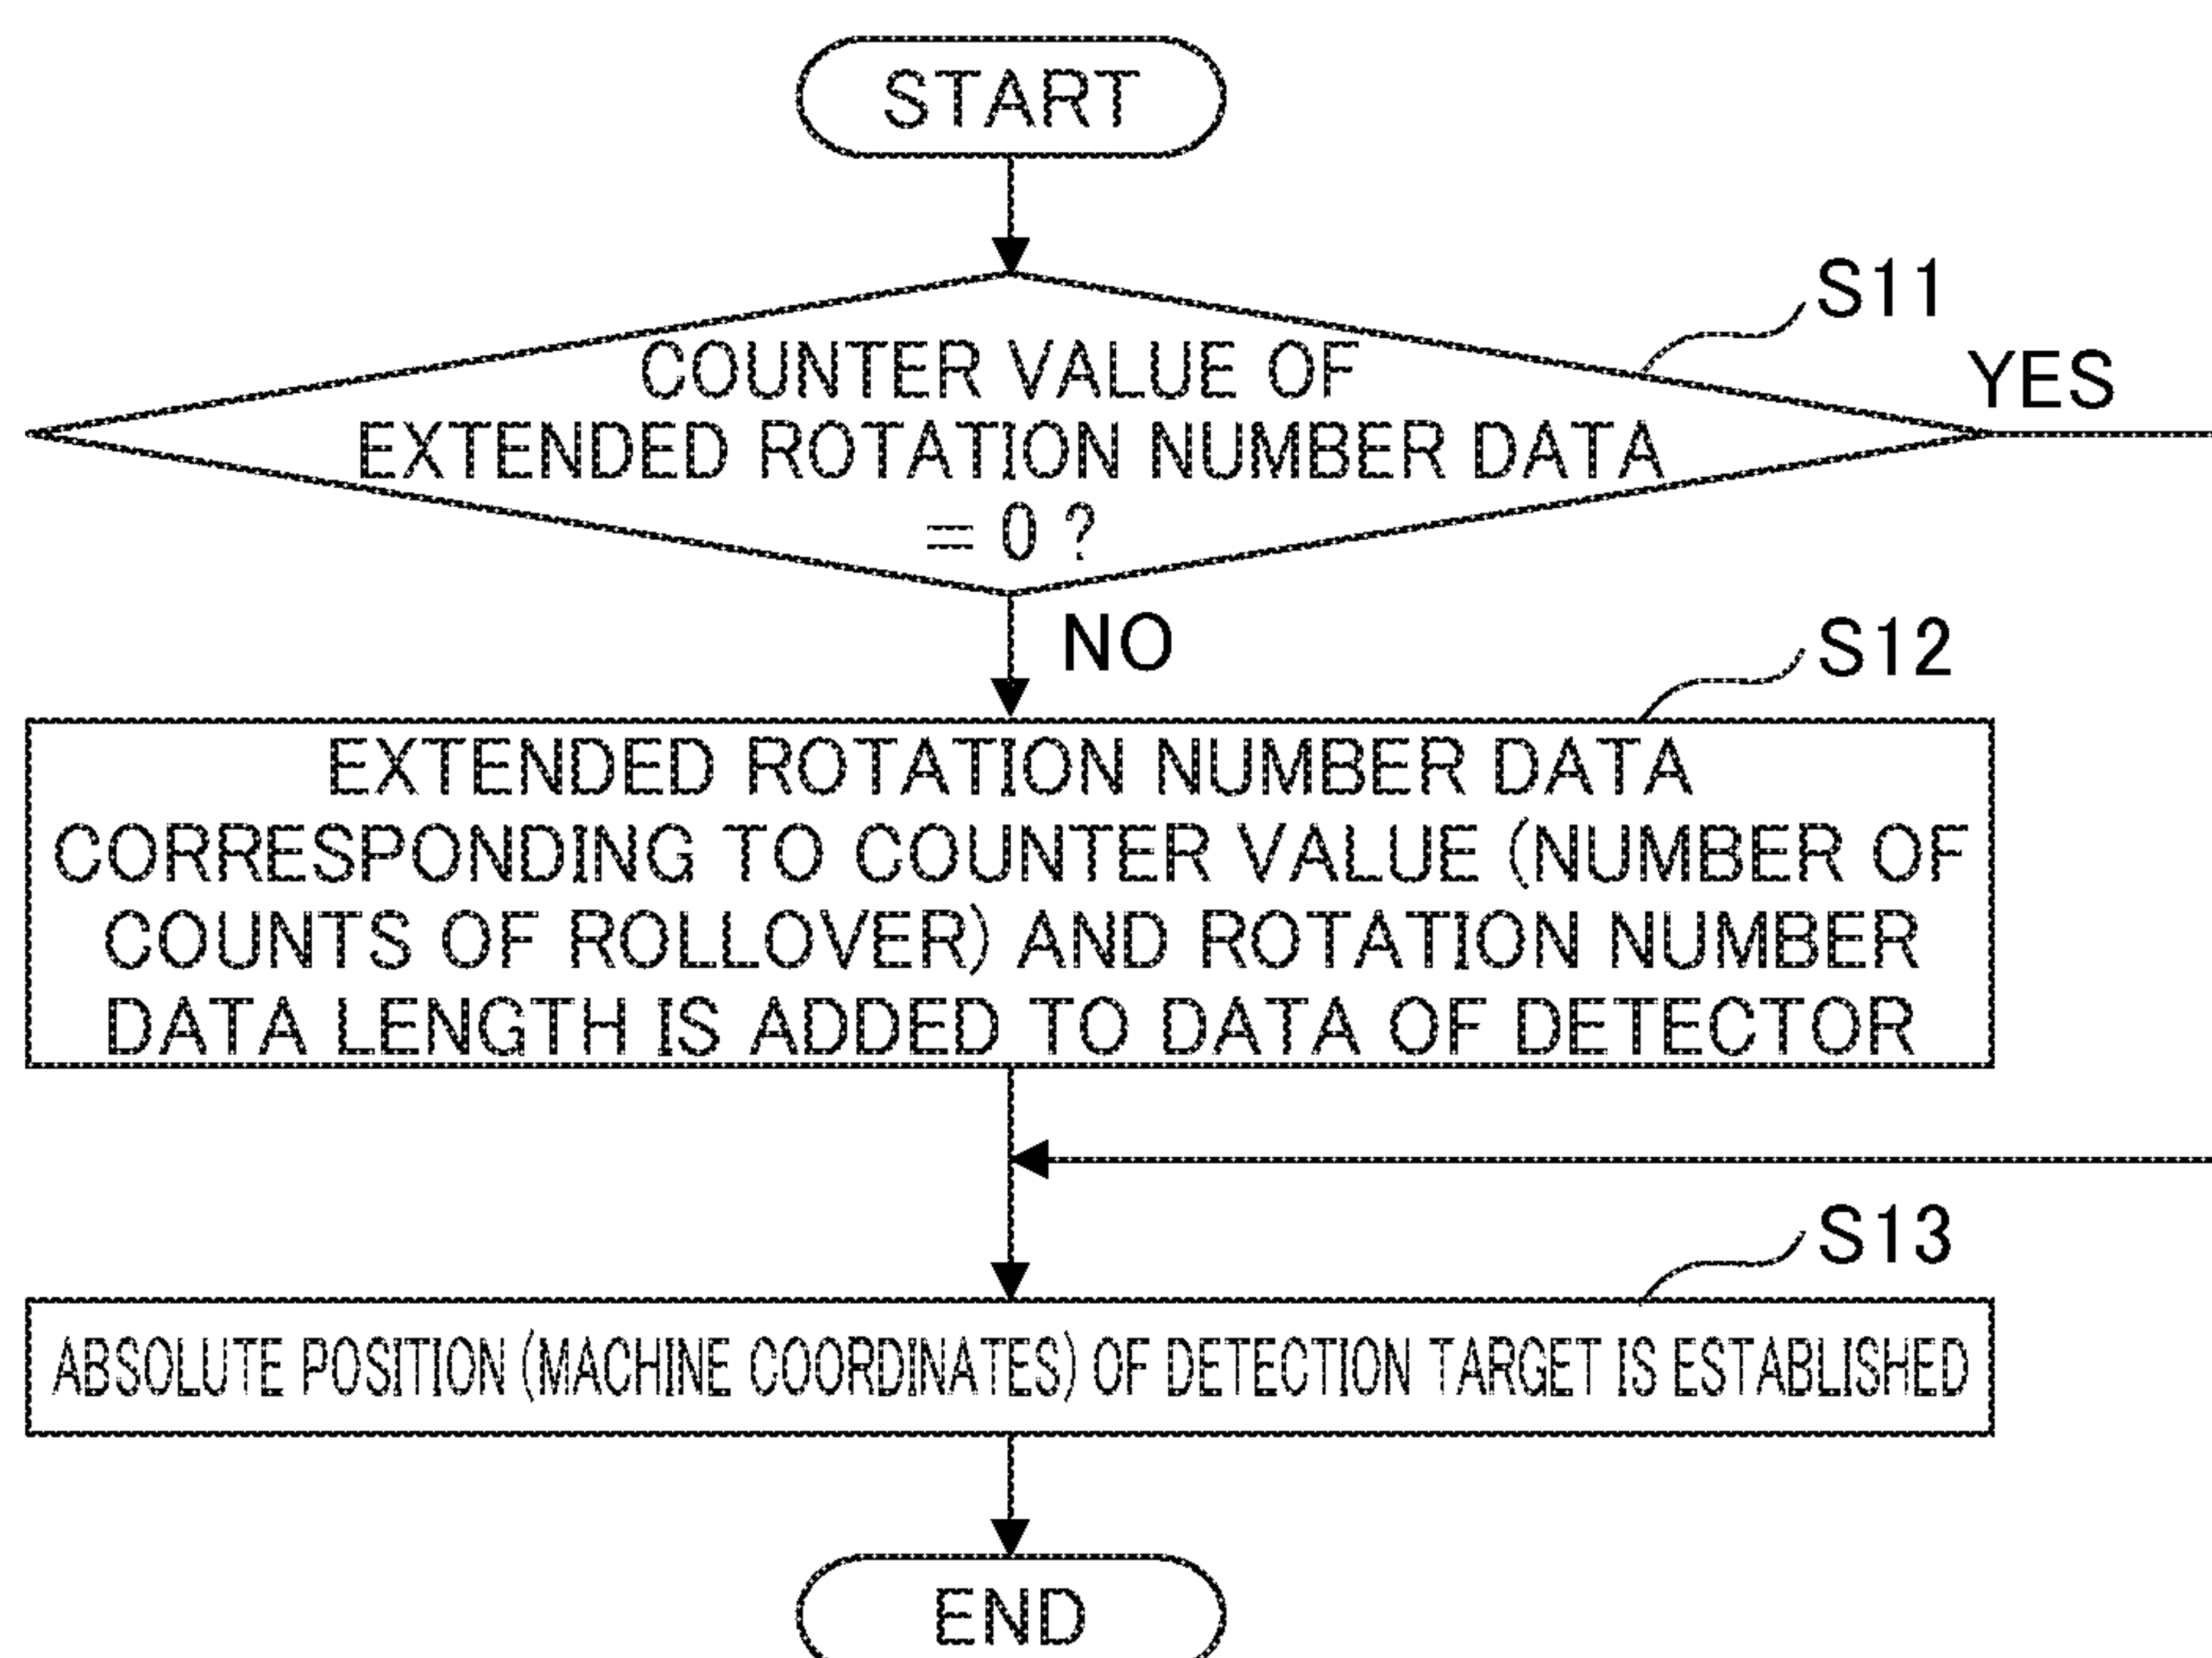 START
S11
COUNTER VALUE OF
YES
EXTENDED ROTATION NUMBER DATA
= 0 ?
NO
S12
EXTENDED ROTATION NUMBER DATA
CORRESPONDING TO COUNTER VALUE (NUMBER OF
COUNTS OF ROLLOVER) AND ROTATION NUMBER
DATA LENGTH IS ADDED TO DATA OF DETECTOR
S13
ABSOLUTE POSITION (MACHINE COORDINATES) OF DETECTION TARGET IS ESTABLISHED
END